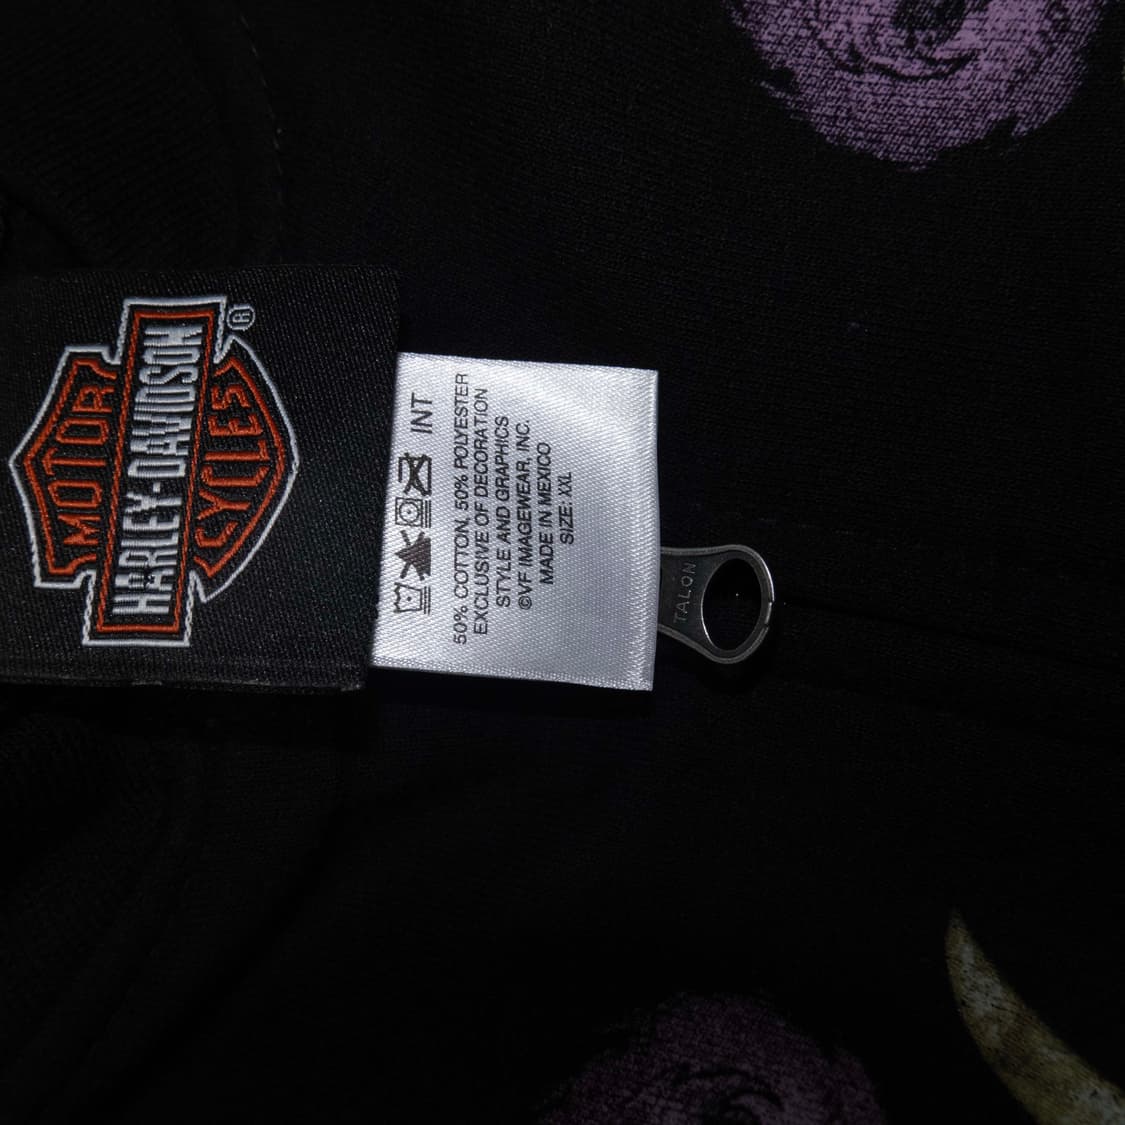 MOTOR
HARLEY-DAVIDSON
CYCLES
®
INT
50% COTTON, 50% POLYESTER
EXCLUSIVE OF DECORATION
STYLE AND GRAPHICS
©VF IMAGEWEAR, INC.
MADE IN MEXICO
SIZE: XXL
TALON